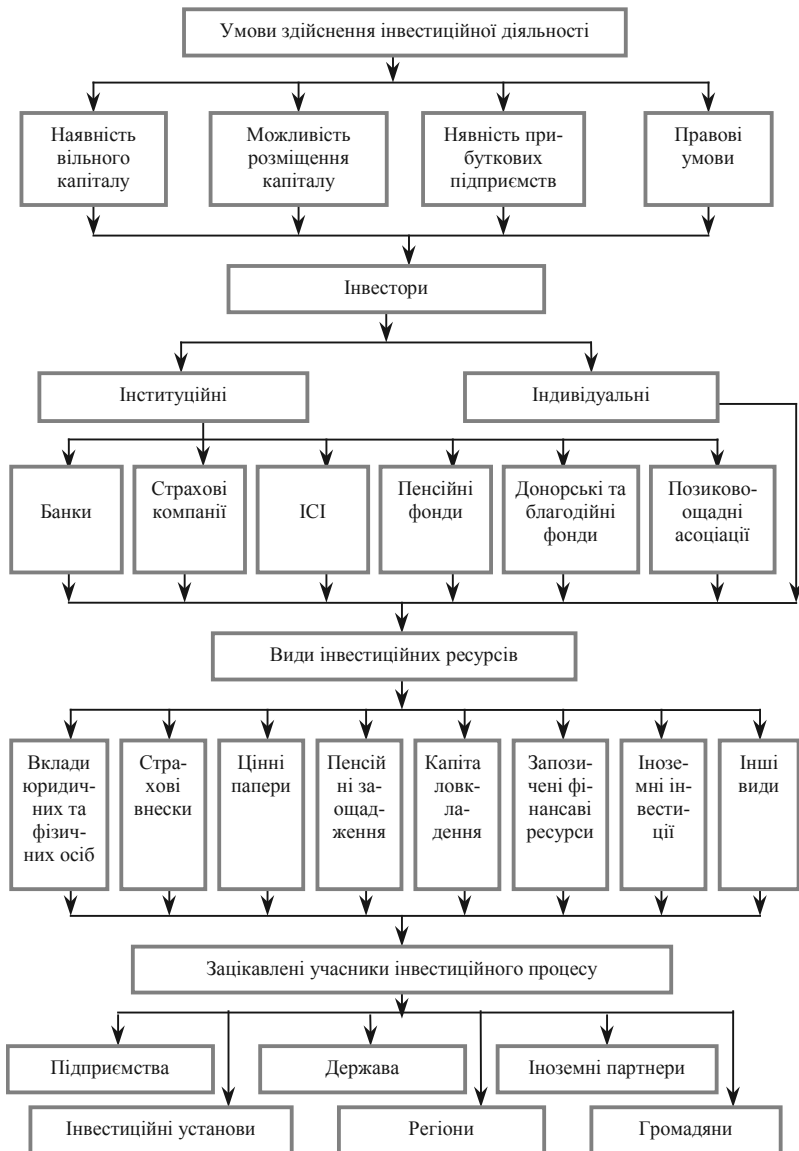 Умови здійснення інвестиційної діяльності
Наявність
вільного
капіталу
Можливість
розміщення
капіталу
Нявність при-
буткових
підприємств
Правові
умови
Інвестори
Інституційні
Індивідуальні
Банки
Страхові
компанії
ІСІ
Пенсійні
фонди
Донорські та
благодійні
фонди
Позиково-
ощадні
асоціації
Види інвестиційних ресурсів
Вклади
юридич-
них та
фізич-
них осіб
Стра-
хові
внески
Цінні
папери
Пенсій
ні за-
ощад-
ження
Капіта
ловк-
ла-
дення
Запози-
чені фі-
нансаві
ресурси
Інозе-
мні ін-
вести-
ції
Інші
види
Зацікавлені учасники інвестиційного процесу
Підприємства
Держава
Іноземні партнери
Інвестиційні установи
Регіони
Громадяни